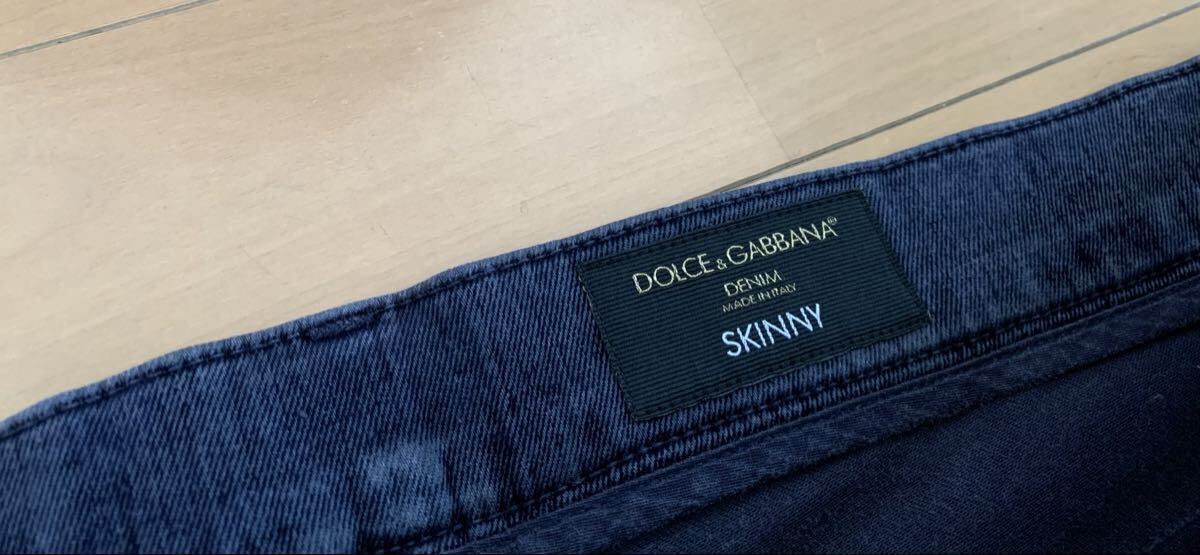 DOLCE & GABBANA®
DENIM
MADE IN ITALY
SKINNY